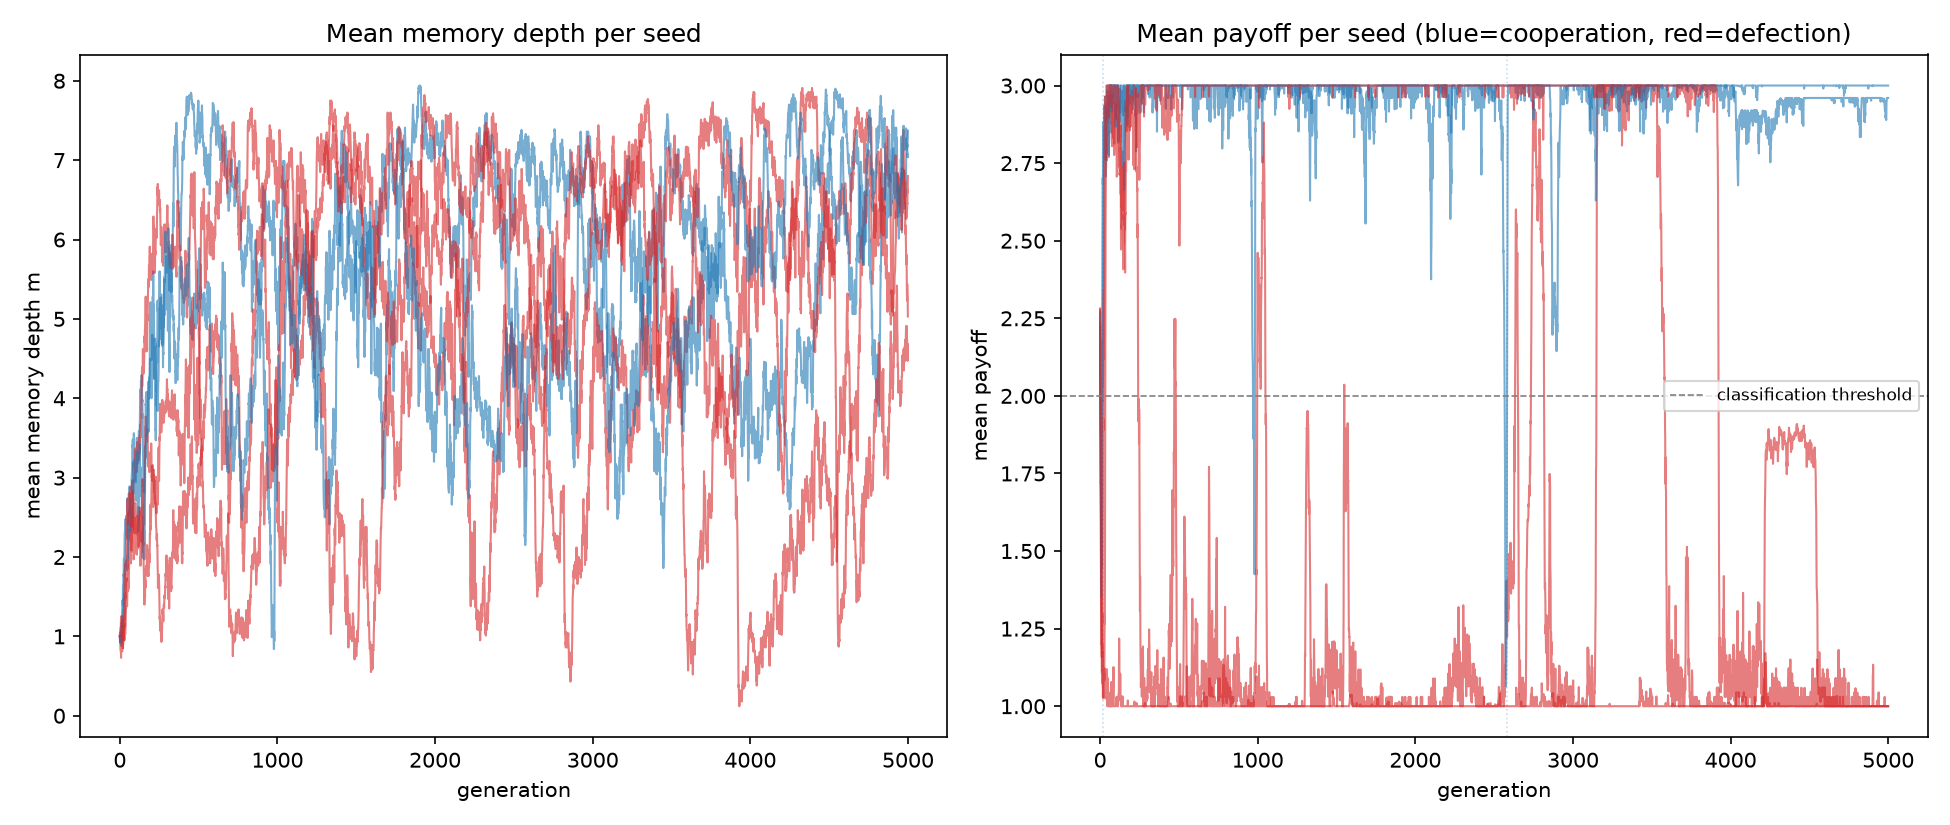 Mean memory depth per seed
mean memory depth m
8
7
6
5
4
3
2
1
0
0 1000 2000 3000 4000 5000
generation
Mean payoff per seed (blue=cooperation, red=defection)
mean payoff
3.00
2.75
2.50
2.25
2.00
1.75
1.50
1.25
1.00
classification threshold
0 1000 2000 3000 4000 5000
generation